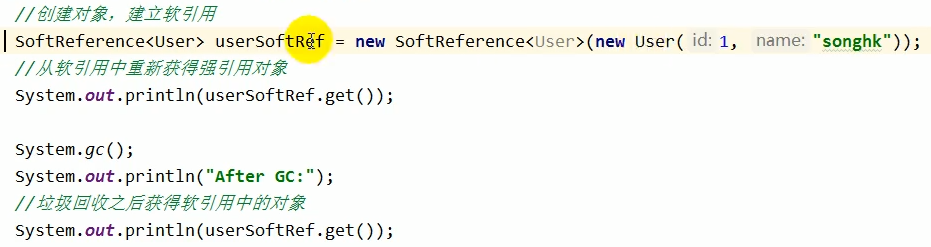 //创建对象，建立软引用
SoftReference<User> userSoftRef = new SoftReference<User>(new User( id: 1,  name: "songhk"));
//从软引用中重新获得强引用对象
System.out.println(userSoftRef.get());
System.gc();
System.out.println("After GC:");
//垃圾回收之后获得软引用中的对象
System.out.println(userSoftRef.get());